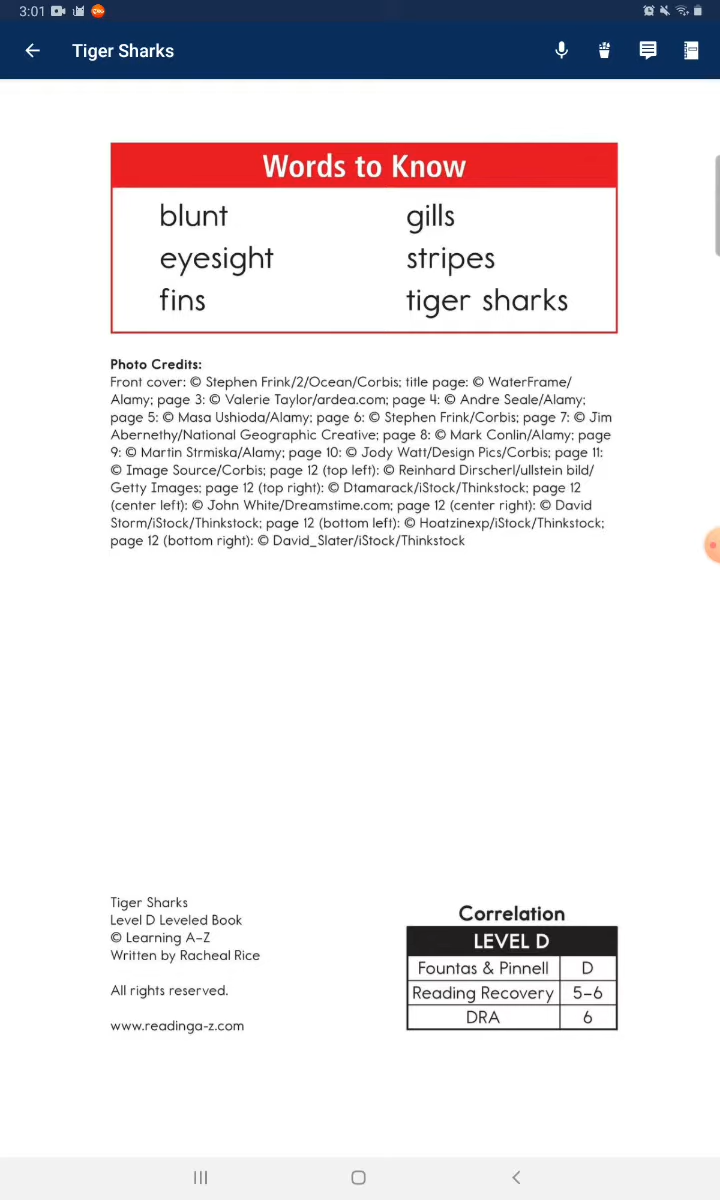 3:01
Tiger Sharks
Words to Know
blunt
gills
eyesight
stripes
fins
tiger sharks
Photo Credits:
Front cover: © Stephen Frink/2/Ocean/Corbis; title page: © WaterFrame/
Alamy; page 3: © Valerie Taylor/ardea.com; page 4: © Andre Seale/Alamy;
page 5: © Masa Ushioda/Alamy; page 6: © Stephen Frink/Corbis; page 7: © Jim
Abernethy/National Geographic Creative; page 8: © Mark Conlin/Alamy; page
9: © Martin Strmiska/Alamy; page 10: © Jody Watt/Design Pics/Corbis; page 11:
© Image Source/Corbis; page 12 (top left): © Reinhard Dirscherl/ullstein bild/
Getty Images; page 12 (top right): © Dtamarack/iStock/Thinkstock; page 12
(center left): © John White/Dreamstime.com; page 12 (center right): © David
Storm/iStock/Thinkstock; page 12 (bottom left): © Hoatzinexp/iStock/Thinkstock;
page 12 (bottom right): © David_Slater/iStock/Thinkstock
Tiger Sharks
Level D Leveled Book
© Learning A–Z
Written by Racheal Rice
All rights reserved.
www.readinga-z.com
Correlation
LEVEL D
Fountas & Pinnell D
Reading Recovery 5–6
DRA 6